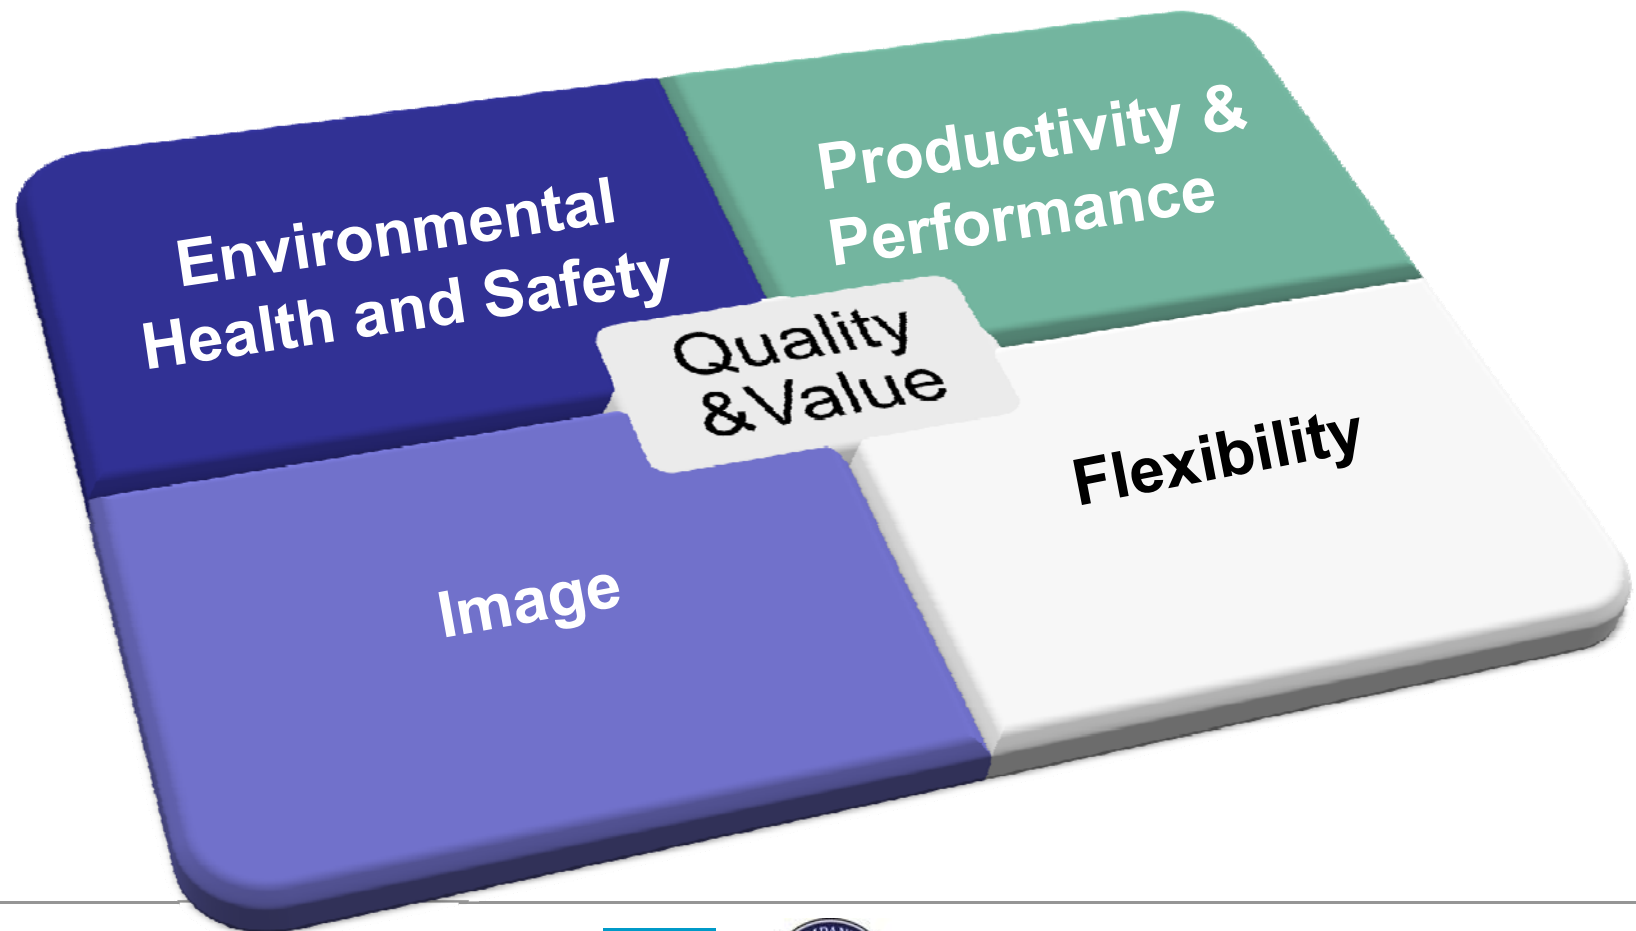 Environmental
Health and Safety
Productivity &
Performance
Quality
&Value
Flexibility
Image